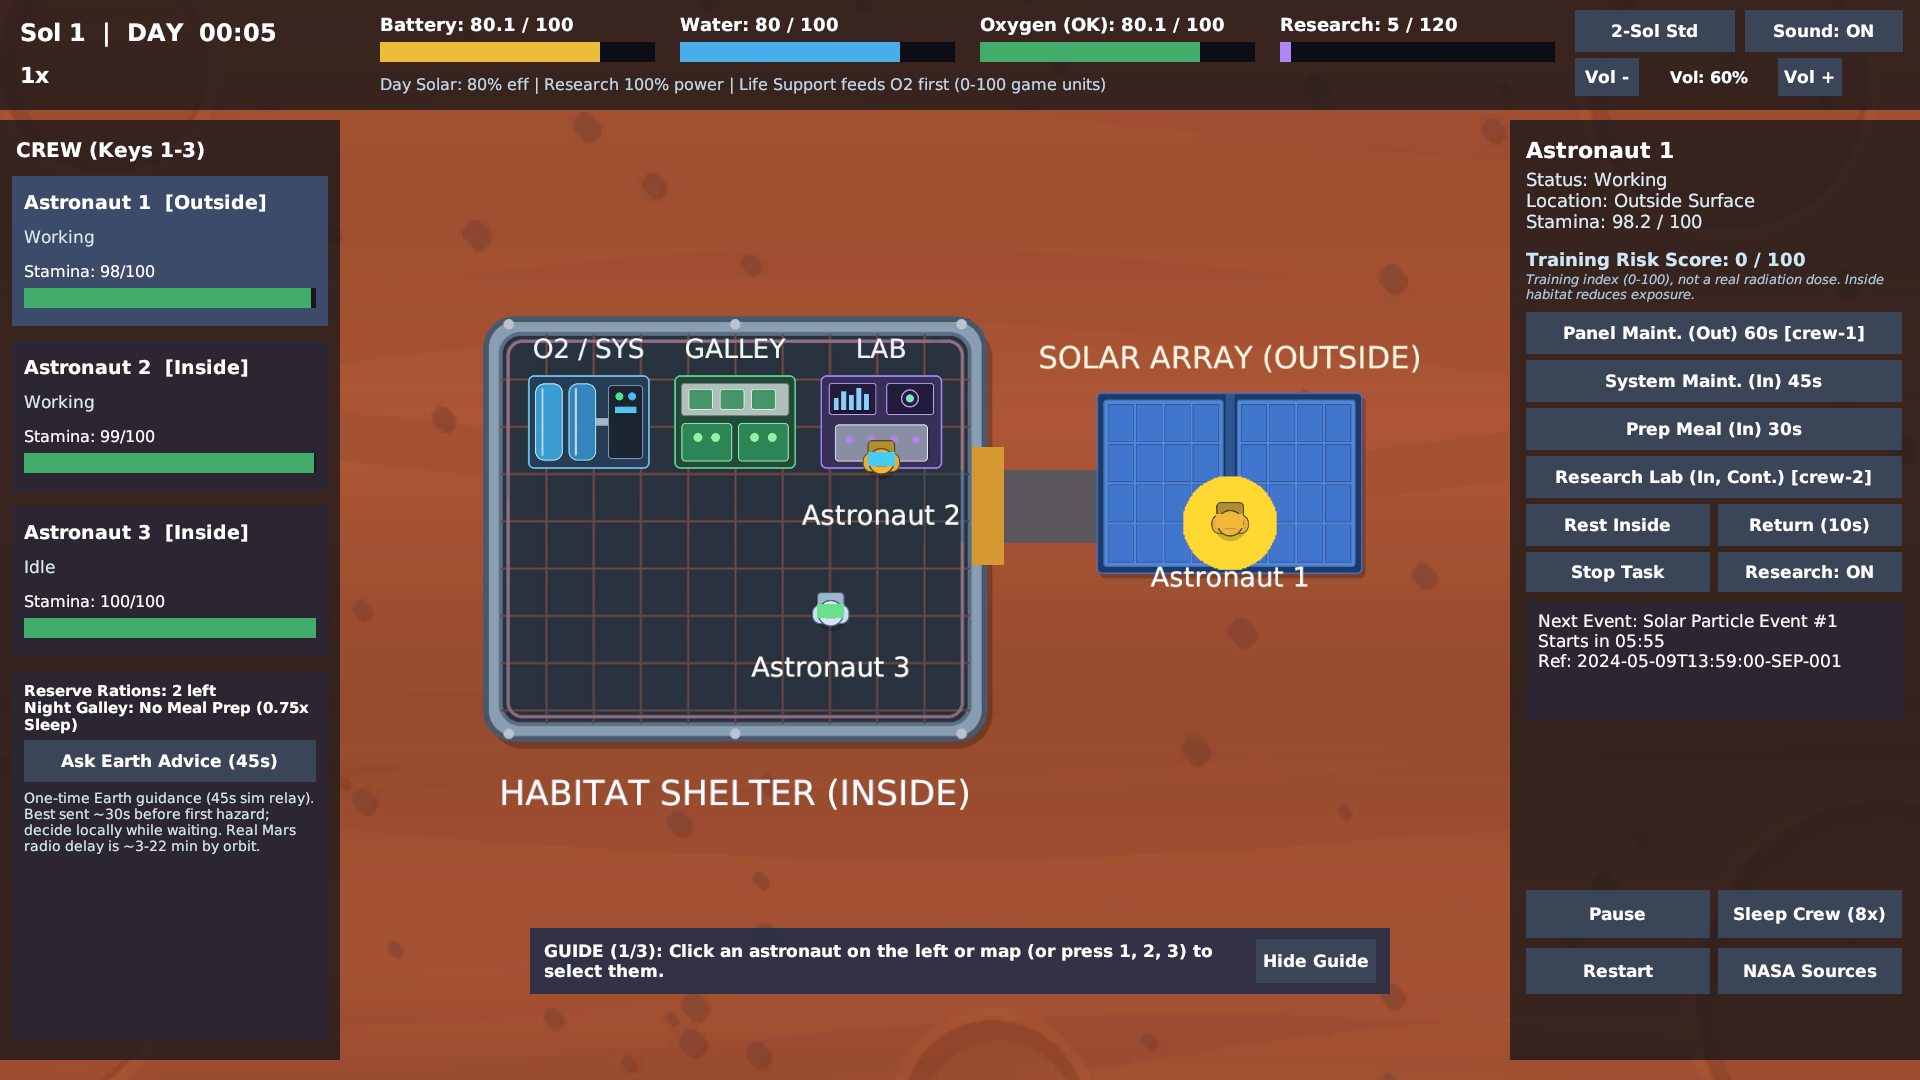 Sol 1 | DAY 00:05
1x
Battery: 80.1 / 100
Water: 80 / 100
Oxygen (OK): 80.1 / 100
Research: 5 / 120
Day Solar: 80% eff | Research 100% power | Life Support feeds O2 first (0-100 game units)
2-Sol Std
Sound: ON
Vol -
Vol: 60%
Vol +
CREW (Keys 1-3)
Astronaut 1 [Outside]
Working
Stamina: 98/100
Astronaut 2 [Inside]
Working
Stamina: 99/100
Astronaut 3 [Inside]
Idle
Stamina: 100/100
Reserve Rations: 2 left
Night Galley: No Meal Prep (0.75x
Sleep)
Ask Earth Advice (45s)
One-time Earth guidance (45s sim relay).
Best sent ~30s before first hazard;
decide locally while waiting. Real Mars
radio delay is ~3-22 min by orbit.
O2 / SYS
GALLEY
LAB
Astronaut 2
Astronaut 3
HABITAT SHELTER (INSIDE)
SOLAR ARRAY (OUTSIDE)
Astronaut 1
GUIDE (1/3): Click an astronaut on the left or map (or press 1, 2, 3) to
select them.
Hide Guide
Astronaut 1
Status: Working
Location: Outside Surface
Stamina: 98.2 / 100
Training Risk Score: 0 / 100
Training index (0-100), not a real radiation dose. Inside
habitat reduces exposure.
Panel Maint. (Out) 60s [crew-1]
System Maint. (In) 45s
Prep Meal (In) 30s
Research Lab (In, Cont.) [crew-2]
Rest Inside
Return (10s)
Stop Task
Research: ON
Next Event: Solar Particle Event #1
Starts in 05:55
Ref: 2024-05-09T13:59:00-SEP-001
Pause
Sleep Crew (8x)
Restart
NASA Sources